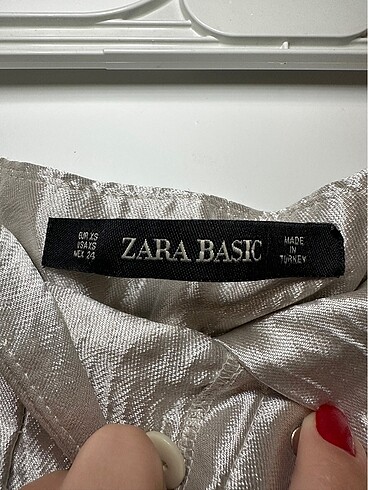 EUR XS
USA XS
MEX 24
ZARA BASIC
MADE
IN
TURKEY